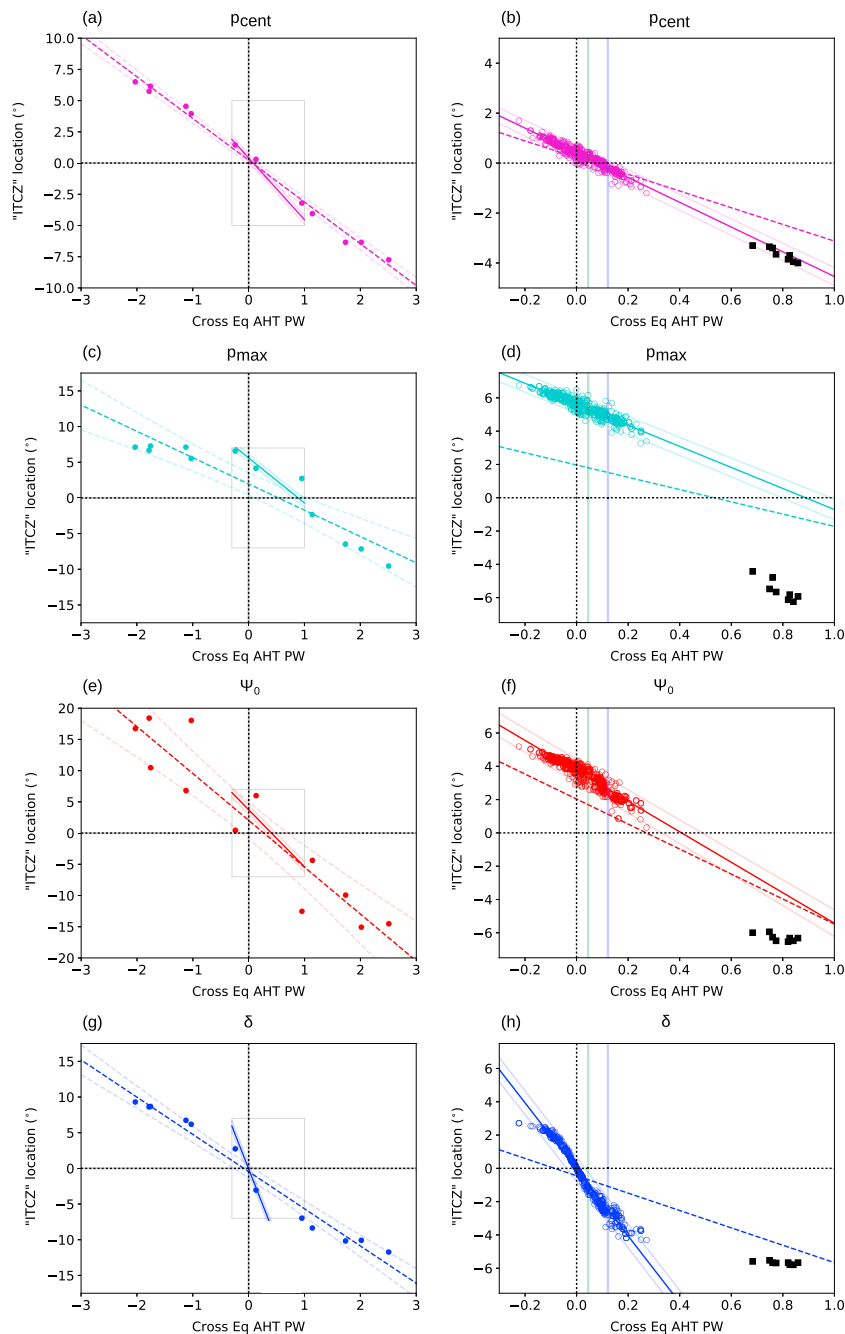 (a) pcent
10.0
7.5
5.0
2.5
0.0
−2.5
−5.0
−7.5
−10.0
"ITCZ" location (°)
−3 −2 −1 0 1 2 3
Cross Eq AHT PW
(b) pcent
4
2
0
−2
−4
"ITCZ" location (°)
−0.2 0.0 0.2 0.4 0.6 0.8 1.0
Cross Eq AHT PW
(c) pmax
15
10
5
0
−5
−10
−15
"ITCZ" location (°)
−3 −2 −1 0 1 2 3
Cross Eq AHT PW
(d) pmax
6
4
2
0
−2
−4
−6
"ITCZ" location (°)
−0.2 0.0 0.2 0.4 0.6 0.8 1.0
Cross Eq AHT PW
(e) Ψ₀
20
15
10
5
0
−5
−10
−15
−20
"ITCZ" location (°)
−3 −2 −1 0 1 2 3
Cross Eq AHT PW
(f) Ψ₀
6
4
2
0
−2
−4
−6
"ITCZ" location (°)
−0.2 0.0 0.2 0.4 0.6 0.8 1.0
Cross Eq AHT PW
(g) δ
15
10
5
0
−5
−10
−15
"ITCZ" location (°)
−3 −2 −1 0 1 2 3
Cross Eq AHT PW
(h) δ
6
4
2
0
−2
−4
−6
"ITCZ" location (°)
−0.2 0.0 0.2 0.4 0.6 0.8 1.0
Cross Eq AHT PW